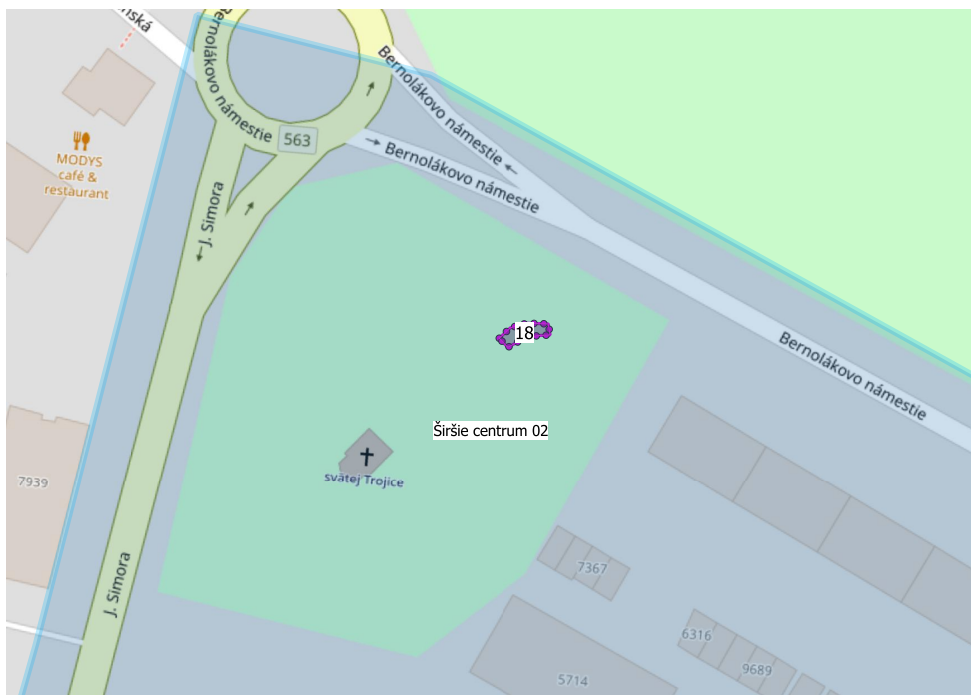 Bernolákovo námestie
563
Bernolákovo námestie
Bernolákovo námestie
MODYS
café &
restaurant
J. Simora
18
Bernolákovo námestie
Širšie centrum 02
svätej Trojice
7939
7367
J. Simora
6316
9689
5714